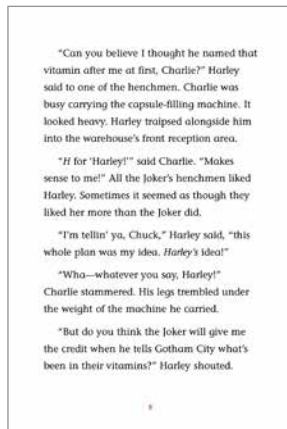 “Can you believe I thought he named that
vitamin after me at first, Charlie?” Harley
said to one of the henchmen. Charlie was
busy carrying the capsule-filling machine. It
looked heavy. Harley traipsed alongside him
into the warehouse’s front reception area.
“H for ‘Harley!’” said Charlie. “Makes
sense to me!” All the Joker’s henchmen liked
Harley. Sometimes it seemed as though they
liked her more than the Joker did.
“I’m tellin’ ya, Chuck,” Harley said, “this
whole plan was my idea. Harley’s idea!”
“Wha—whatever you say, Harley!”
Charlie stammered. His legs trembled under
the weight of the machine he carried.
“But do you think the Joker will give me
the credit when he tells Gotham City what’s
been in their vitamins?” Harley shouted.